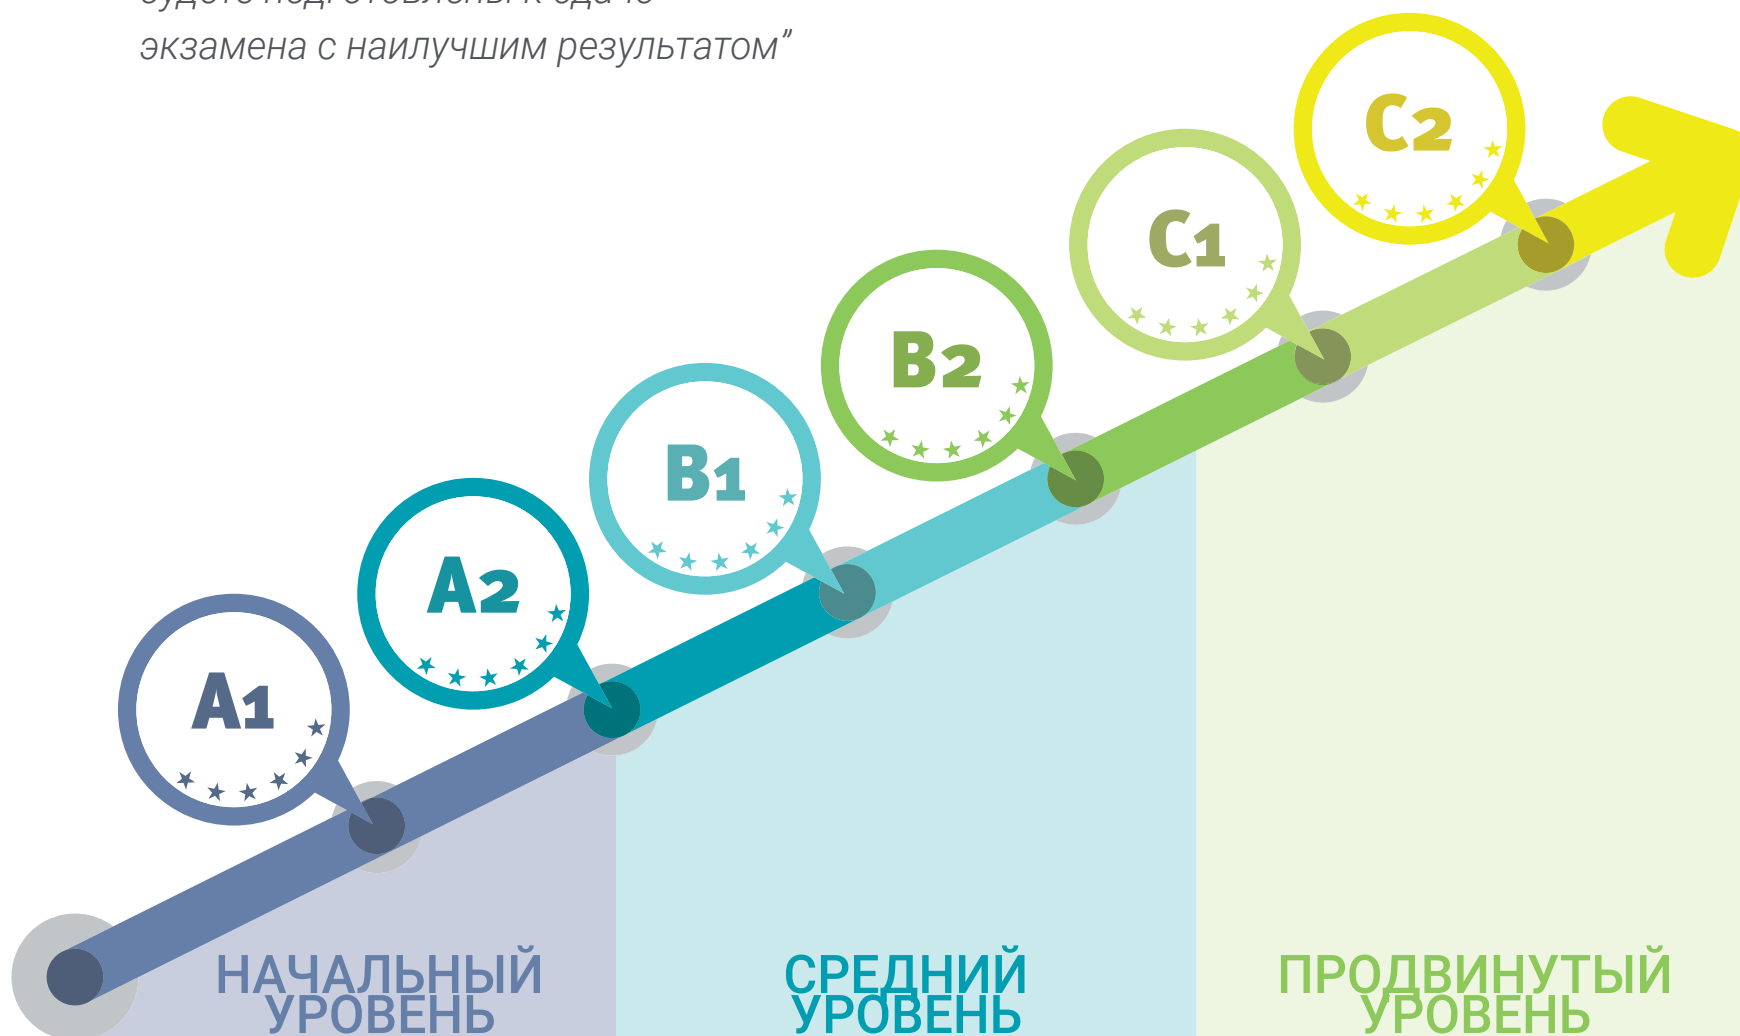 экзамена с наилучшим результатом”
C2
C1
B2
B1
A2
A1
НАЧАЛЬНЫЙ
УРОВЕНЬ
СРЕДНИЙ
УРОВЕНЬ
ПРОДВИНУТЫЙ
УРОВЕНЬ